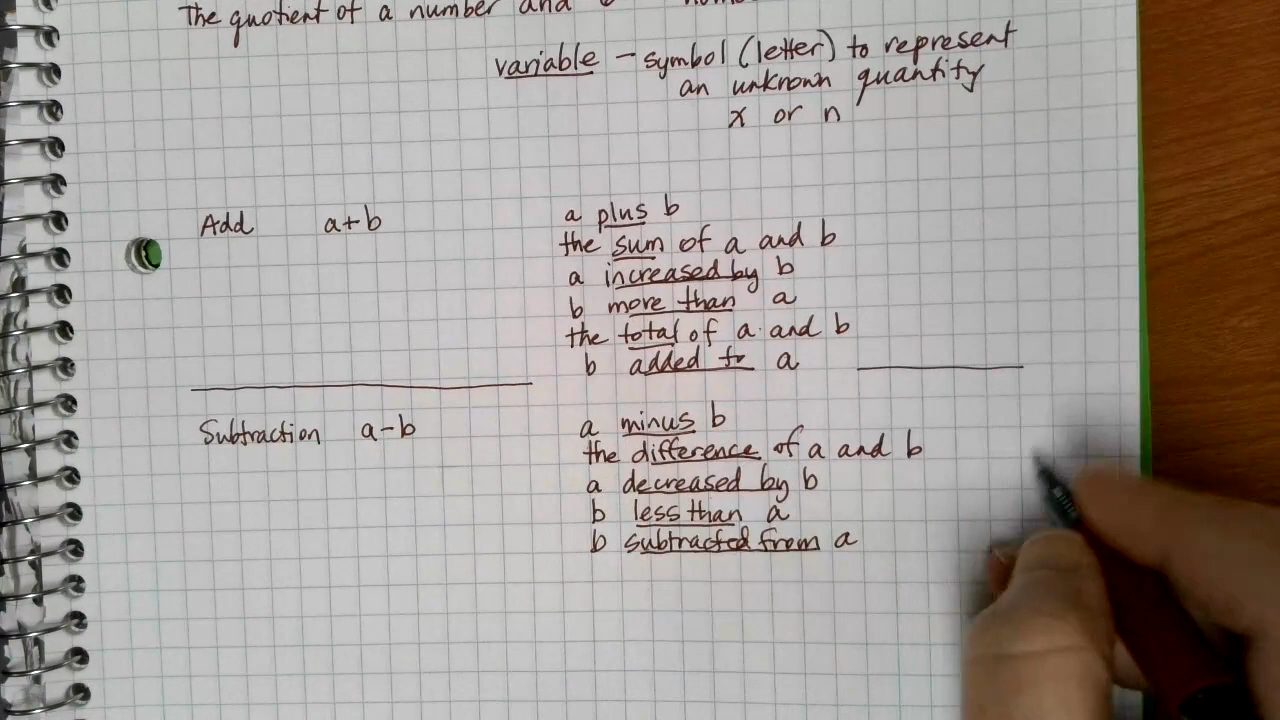 The quotient of a number and
variable - symbol (letter) to represent
an unknown quantity
x or n
Add a+b
a plus b
the sum of a and b
a increased by b
b more than a
the total of a and b
b added to a
Subtraction a-b
a minus b
the difference of a and b
a decreased by b
b less than a
b subtracted from a